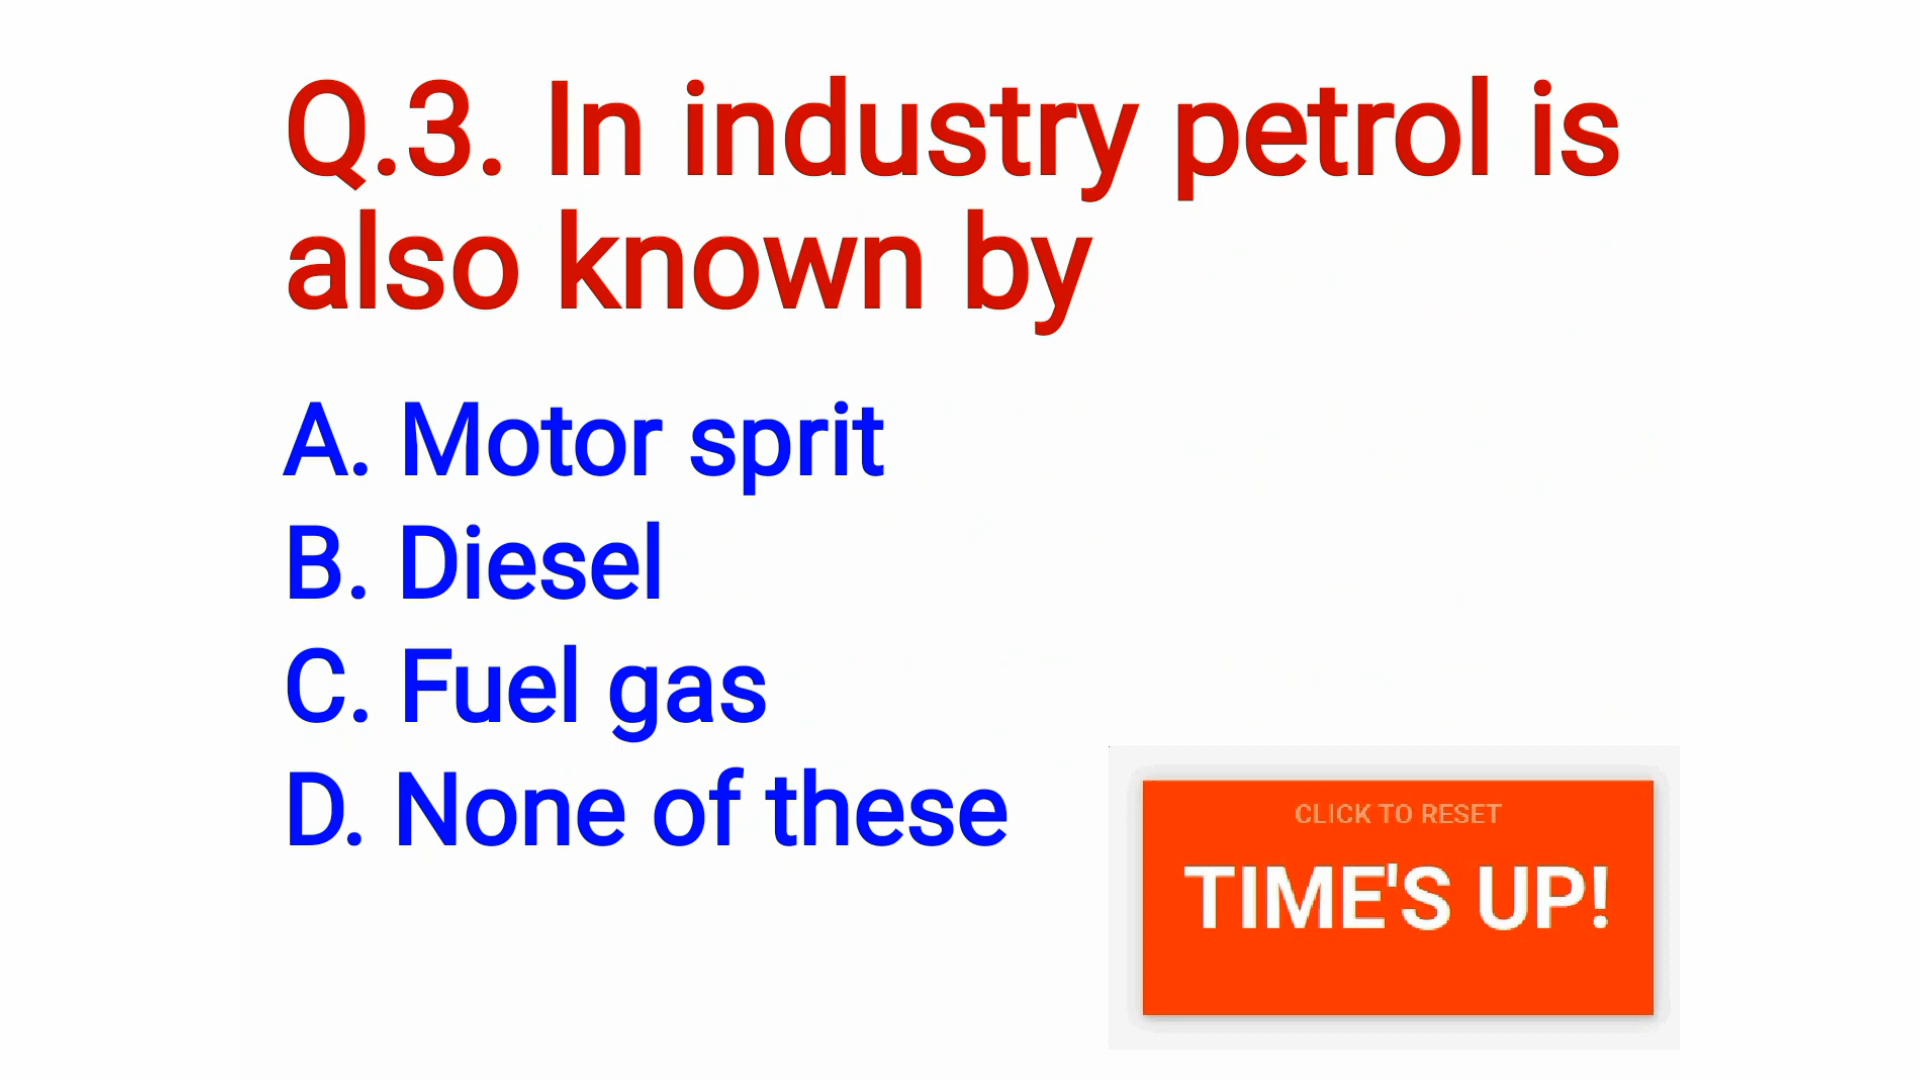 Q.3. In industry petrol is
also known by
A. Motor sprit
B. Diesel
C. Fuel gas
D. None of these
CLICK TO RESET
TIME'S UP!